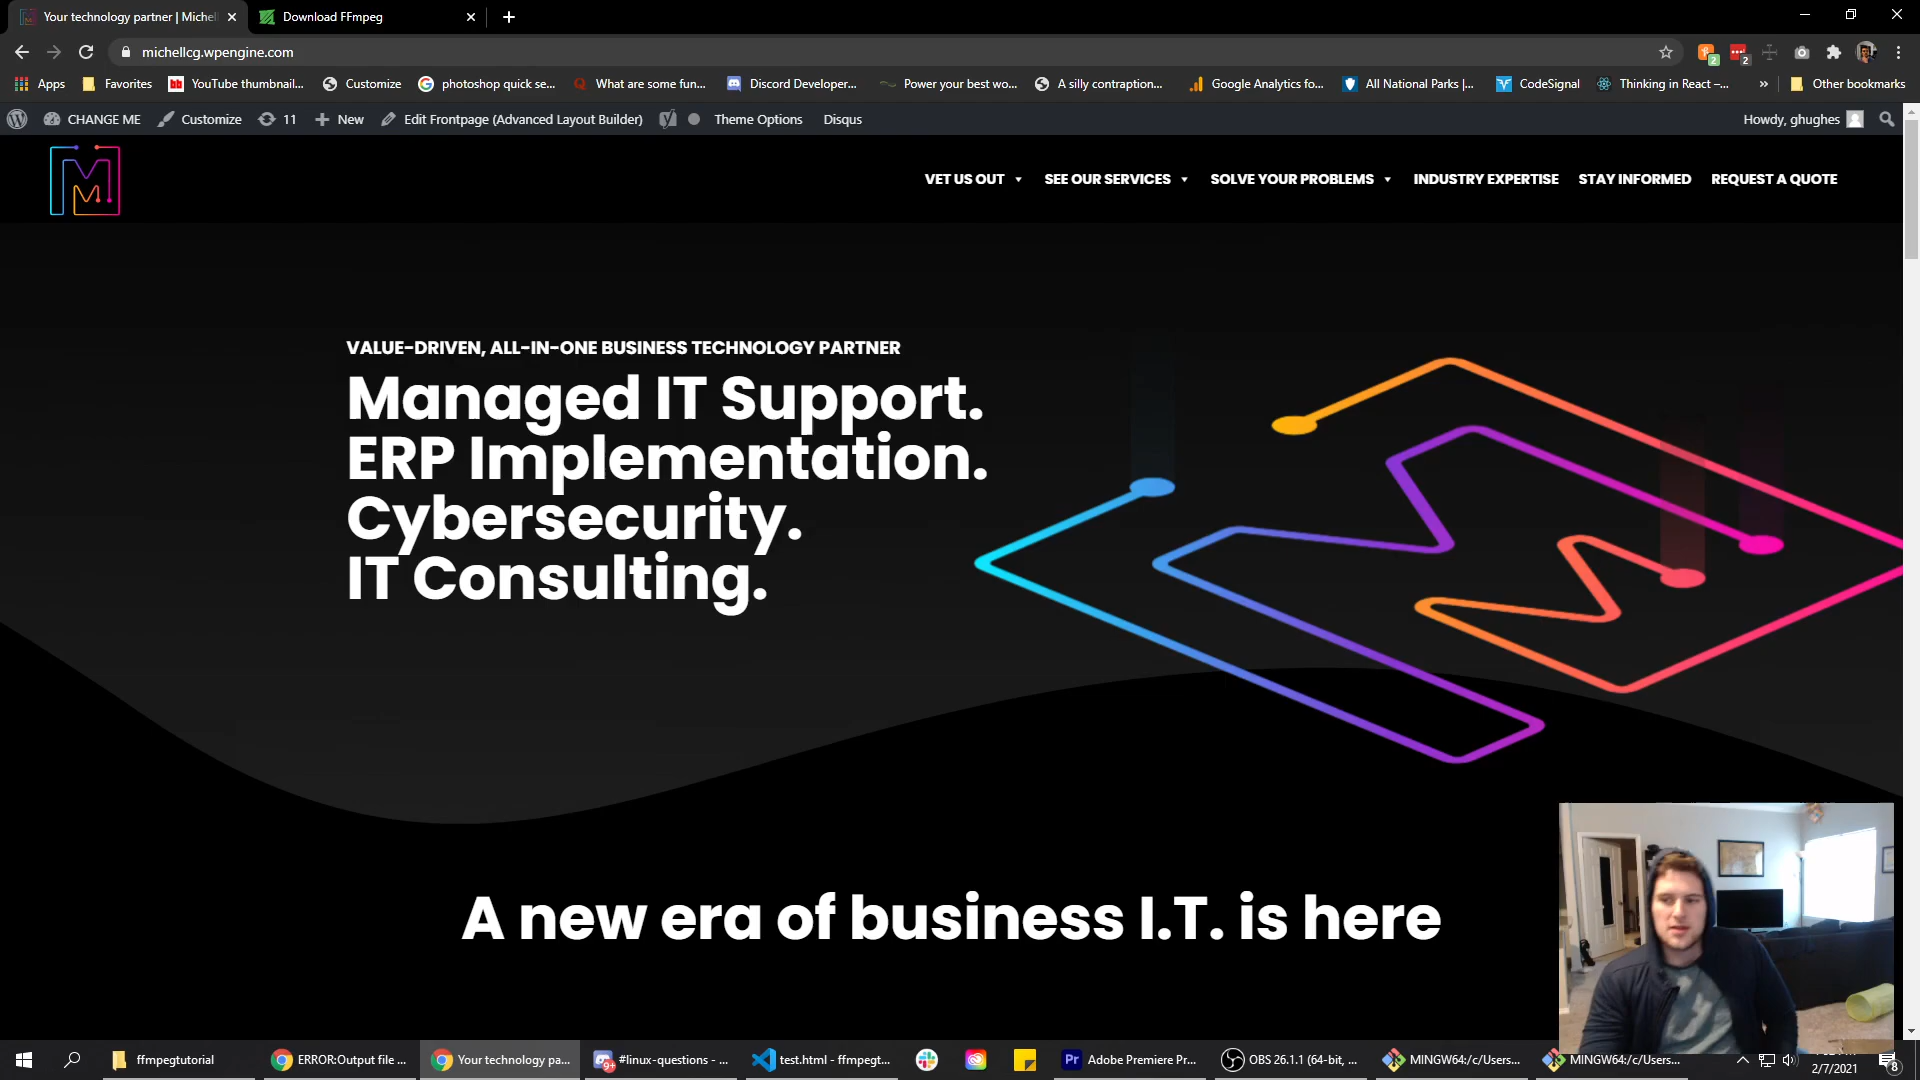 Your technology partner | Michell
Download FFmpeg
michellcg.wpengine.com
Apps
Favorites
YouTube thumbnail...
Customize
photoshop quick se...
What are some fun...
Discord Developer...
Power your best wo...
A silly contraption...
Google Analytics fo...
All National Parks |...
CodeSignal
Thinking in React –...
»
Other bookmarks
CHANGE ME
Customize
11
New
Edit Frontpage (Advanced Layout Builder)
Theme Options
Disqus
Howdy, ghughes
VET US OUT
SEE OUR SERVICES
SOLVE YOUR PROBLEMS
INDUSTRY EXPERTISE
STAY INFORMED
REQUEST A QUOTE
VALUE-DRIVEN, ALL-IN-ONE BUSINESS TECHNOLOGY PARTNER
Managed IT Support.
ERP Implementation.
Cybersecurity.
IT Consulting.
A new era of business I.T. is here
ffmpegtutorial
ERROR:Output file ...
Your technology pa...
#linux-questions - ...
test.html - ffmpegt...
Adobe Premiere Pr...
OBS 26.1.1 (64-bit, ...
MINGW64:/c/Users...
MINGW64:/c/Users...
2/7/2021
8